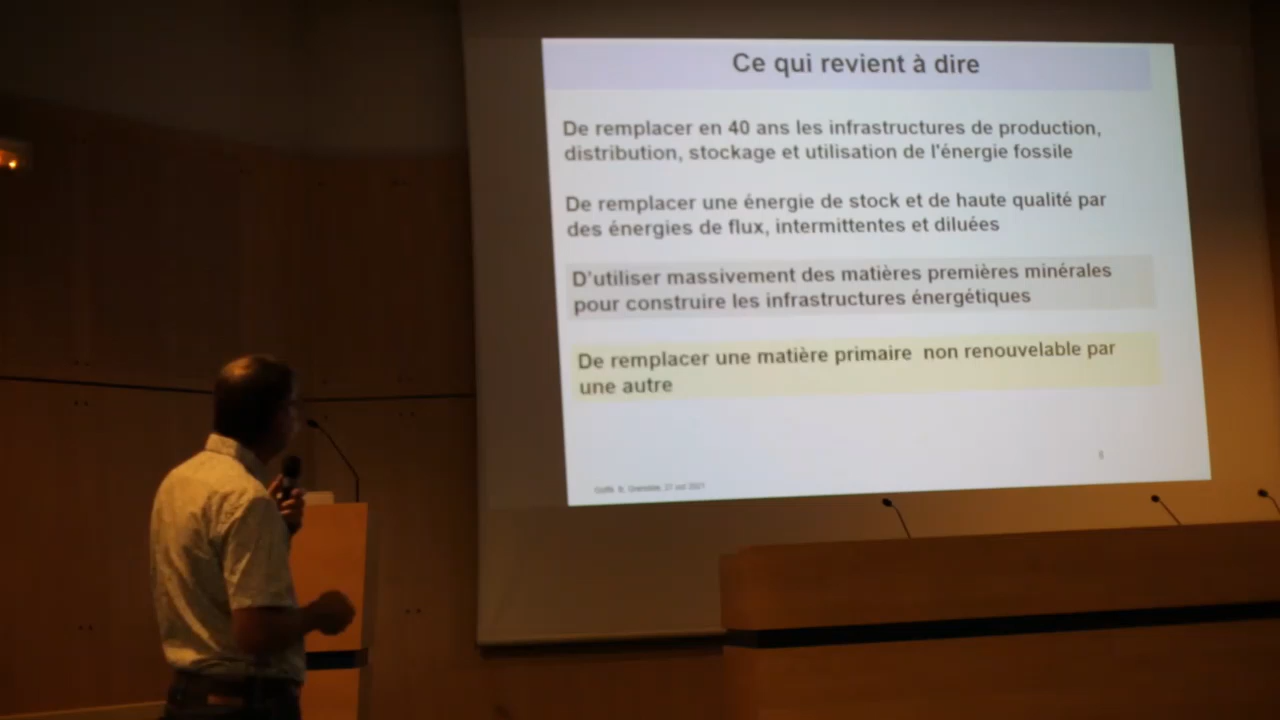 Ce qui revient à dire
De remplacer en 40 ans les infrastructures de production,
distribution, stockage et utilisation de l'énergie fossile
De remplacer une énergie de stock et de haute qualité par
des énergies de flux, intermittentes et diluées
D'utiliser massivement des matières premières minérales
pour construire les infrastructures énergétiques
De remplacer une matière primaire non renouvelable par
une autre